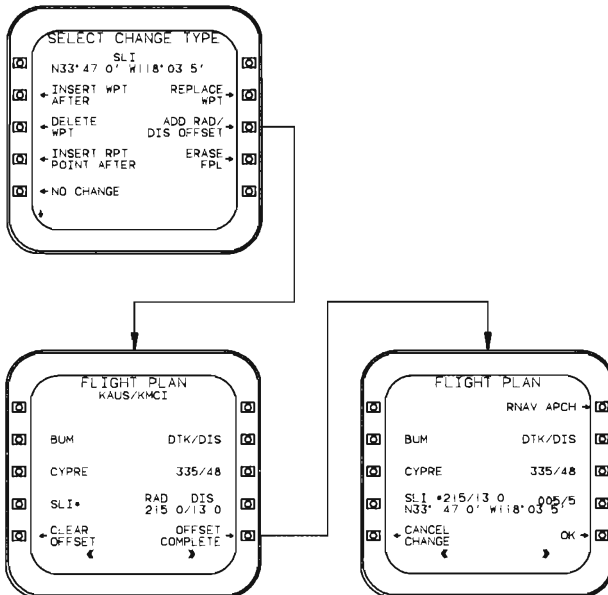 SELECT CHANGE TYPE
SLI
N33° 47 0' W118° 03 5'
←INSERT WPT AFTER
REPLACE WPT→
←DELETE WPT
ADD RAD/ DIS OFFSET
←INSERT RPT POINT AFTER
ERASE FPL→
←NO CHANGE
↓
FLIGHT PLAN
KAUS/KMCI
BUM DTK/DIS
CYPRE 335/48
SLI* RAD DIS
215 0/13 0
←CLEAR OFFSET
OFFSET COMPLETE→
FLIGHT PLAN
RNAV APCH→
BUM DTK/DIS
CYPRE 335/48
SLI *215/13 0 005/5
N33° 47 0' W118° 03 5'
←CANCEL CHANGE
OK→